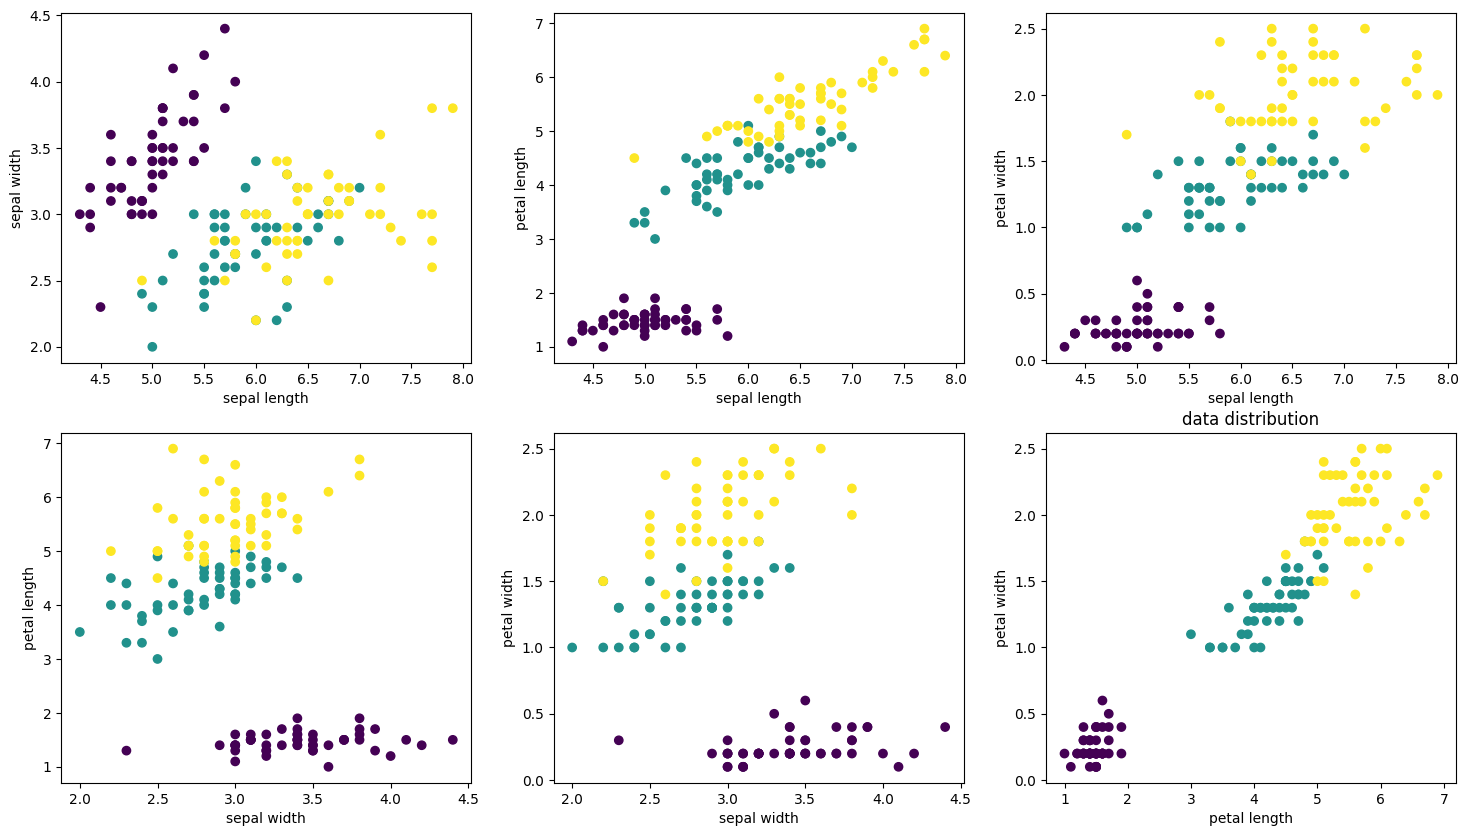 4.5
4.0
3.5
3.0
2.5
2.0
sepal width
4.5 5.0 5.5 6.0 6.5 7.0 7.5 8.0
sepal length
7
6
5
4
3
2
1
petal length
4.5 5.0 5.5 6.0 6.5 7.0 7.5 8.0
sepal length
2.5
2.0
1.5
1.0
0.5
0.0
petal width
4.5 5.0 5.5 6.0 6.5 7.0 7.5 8.0
sepal length
7
6
5
4
3
2
1
petal length
2.0 2.5 3.0 3.5 4.0 4.5
sepal width
2.5
2.0
1.5
1.0
0.5
0.0
petal width
2.0 2.5 3.0 3.5 4.0 4.5
sepal width
data distribution
2.5
2.0
1.5
1.0
0.5
0.0
petal width
1 2 3 4 5 6 7
petal length